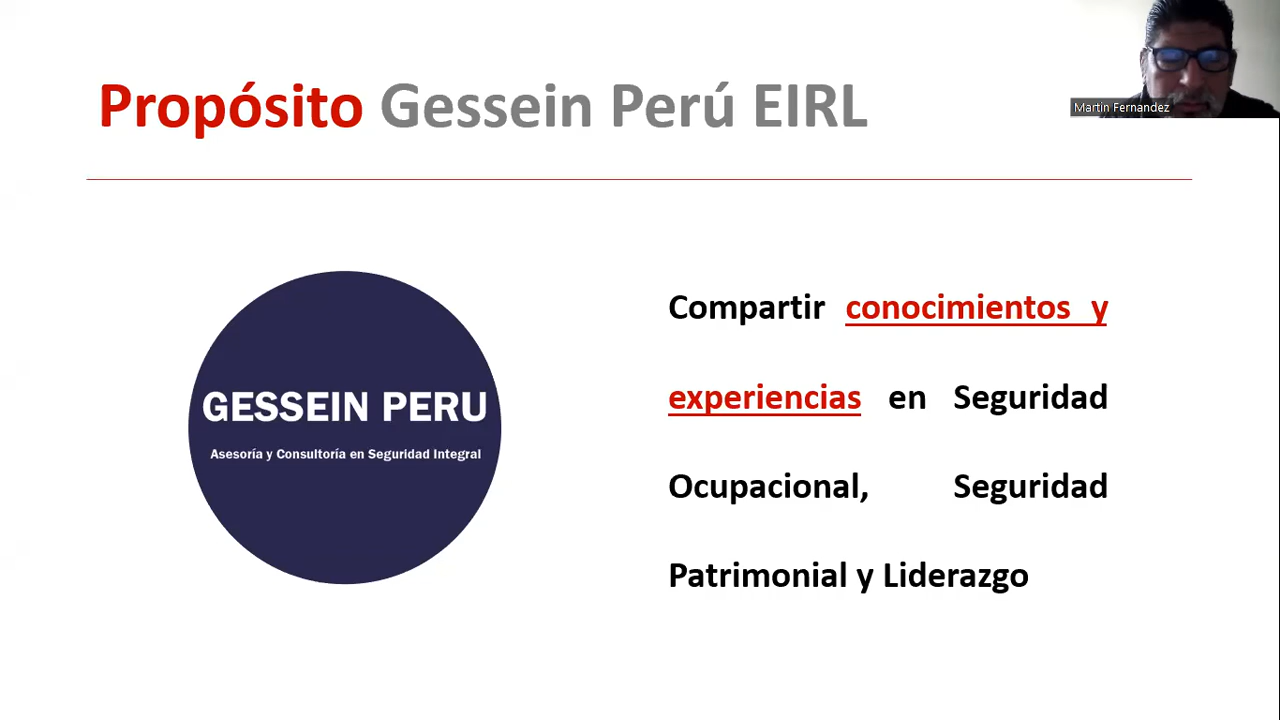 Propósito Gessein Perú EIRL
Martin Fernandez
GESSEIN PERU
Asesoría y Consultoría en Seguridad Integral
Compartir conocimientos y
experiencias en Seguridad
Ocupacional, Seguridad
Patrimonial y Liderazgo